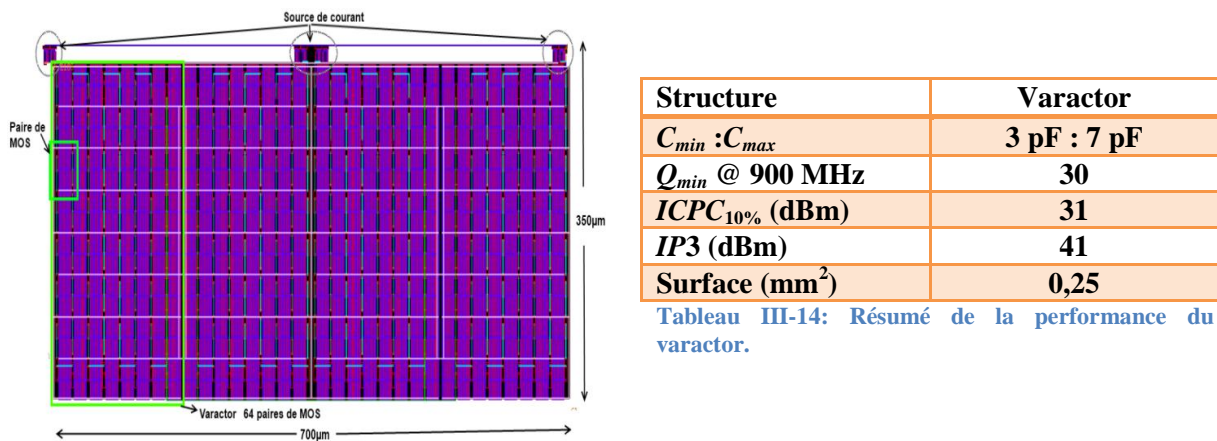 Source de courant
Paire de
MOS
350µm
Varactor 64 paires de MOS
700µm
Structure Varactor
Cmin :Cmax 3 pF : 7 pF
Qmin @ 900 MHz 30
ICPC10% (dBm) 31
IP3 (dBm) 41
Surface (mm²) 0,25
Tableau III-14: Résumé de la performance du
varactor.